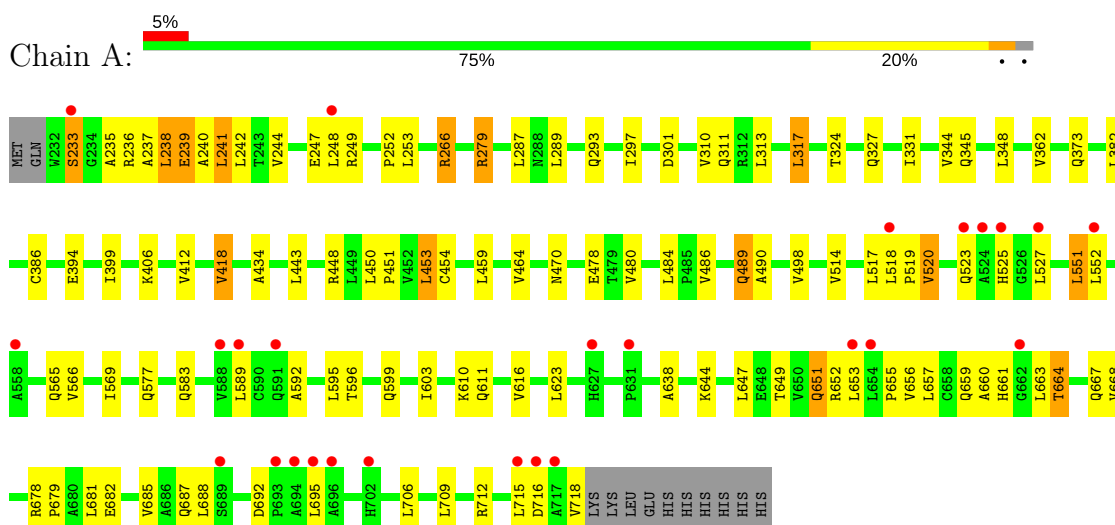 5%
Chain A:
75% 20% • •
MET GLN W232 S233 G234 A235 R236 A237 L238 E239 A240 L241 L242 T243 V244 E247 L248 R249 P252 L253 R266 R279 L287 N288 L289 Q293 I297 D301 V310 Q311 R312 L313 L317 T324 Q327 I331 V344 Q345 L348 V362 Q373 L382
C386 E394 I399 K406 V412 V418 A434 L443 R448 L449 L450 P451 V452 L453 C454 L459 V464 N470 E478 T479 V480 L484 P485 V486 Q489 A490 V498 V514 L517 L518 P519 V520 Q523 A524 H525 G526 L527 L551 L552
A558 Q565 V566 I569 Q577 Q583 V588 L589 C590 Q591 A592 L595 T596 Q599 I603 K610 Q611 V616 L623 H627 P631 A638 K644 L647 E648 T649 V650 Q651 R652 L653 L654 P655 V656 L657 C658 Q659 A660 H661 G662 L663 T664 Q667 V668
R678 P679 A680 L681 E682 V685 A686 Q687 L688 S689 D692 P693 A694 L695 A696 H702 L706 L709 R712 L715 D716 A717 V718 LYS LYS LEU GLU HIS HIS HIS HIS HIS HIS